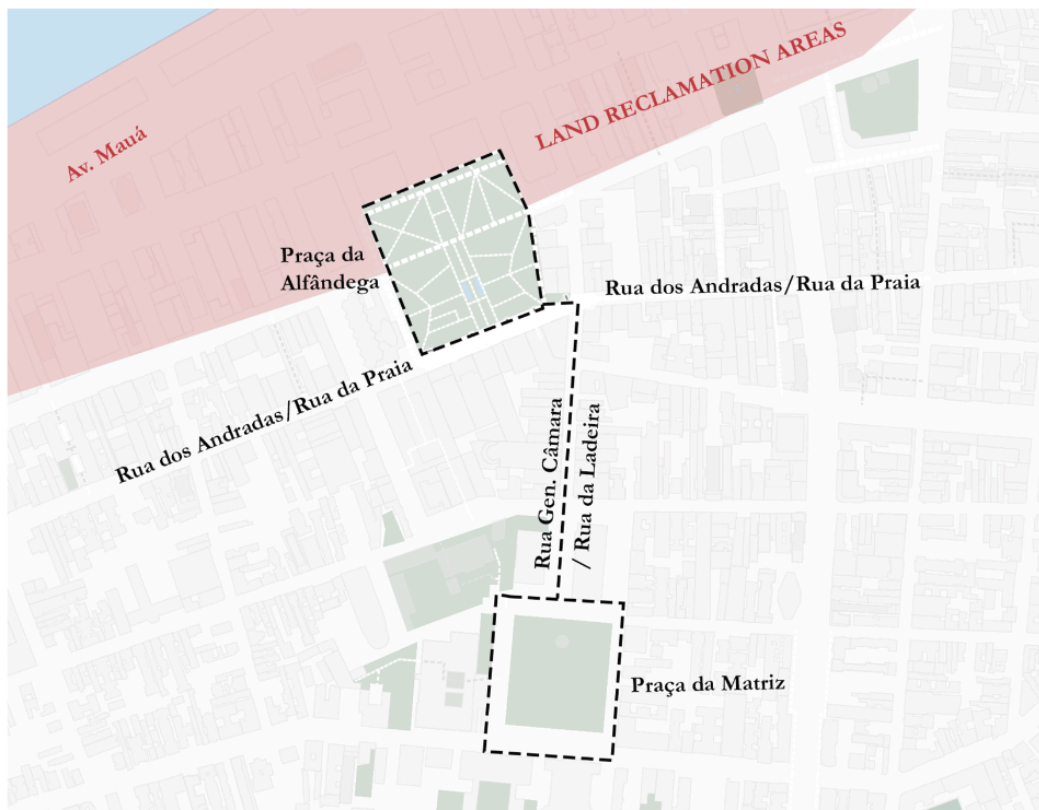 LAND RECLAMATION AREAS
Av. Mauá
Praça da
Alfândega
Rua dos Andradas/Rua da Praia
Rua dos Andradas/Rua da Praia
Rua Gen. Câmara
/ Rua da Ladeira
Praça da Matriz